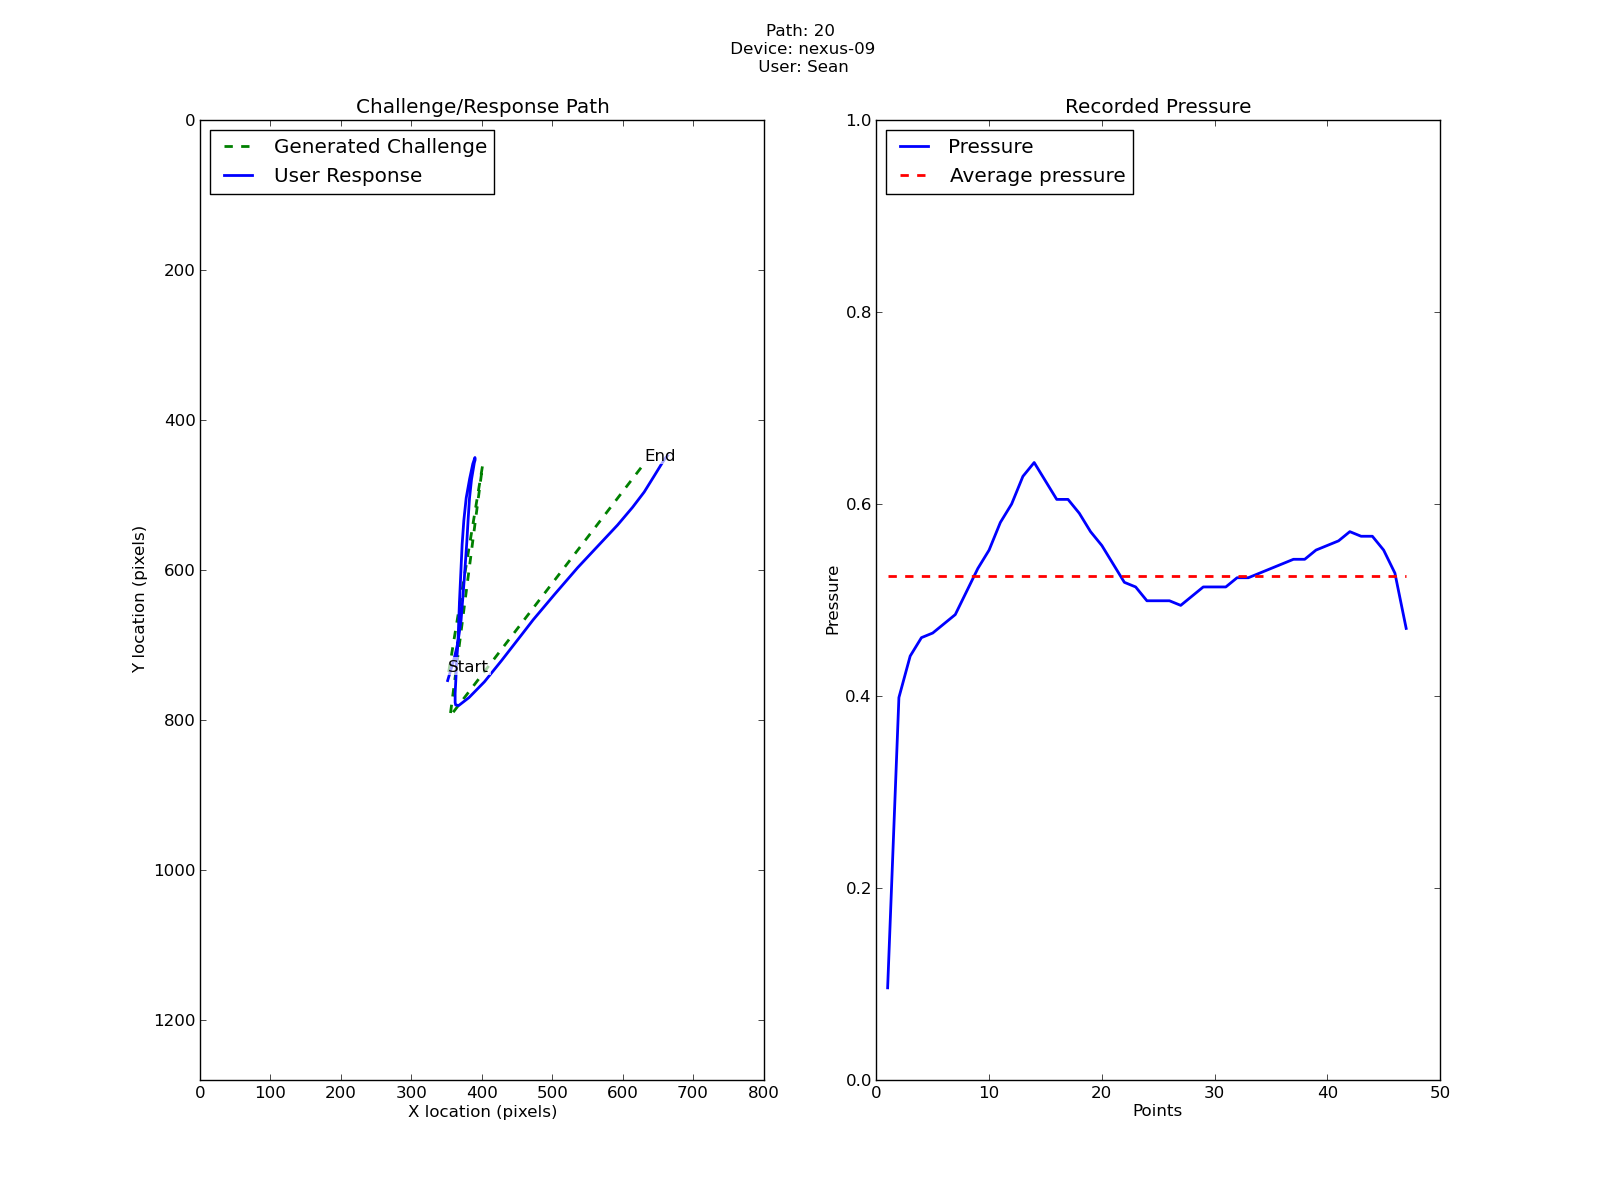 Path: 20
Device: nexus-09
User: Sean
Challenge/Response Path
Generated Challenge
User Response
0
200
400
600
800
1000
1200
Y location (pixels)
Start
End
0 100 200 300 400 500 600 700 800
X location (pixels)
Recorded Pressure
Pressure
Average pressure
1.0
0.8
0.6
0.4
0.2
0.0
Pressure
0 10 20 30 40 50
Points